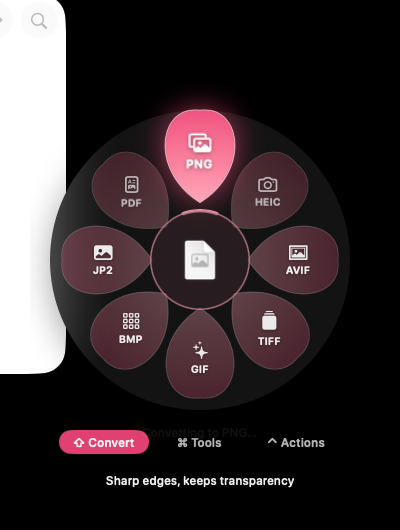 PNG
PDF
HEIC
JP2
AVIF
BMP
TIFF
GIF
Converting to PNG...
⇧ Convert
⌘ Tools
⌃ Actions
Sharp edges, keeps transparency